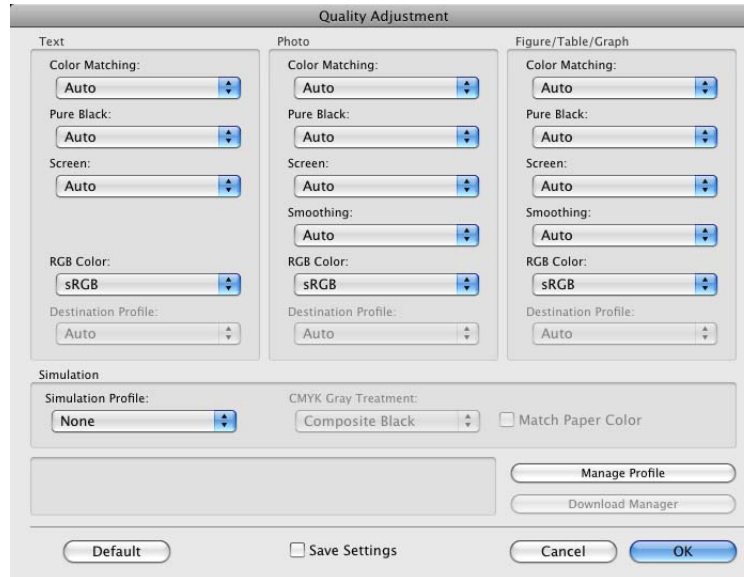 Quality Adjustment
Text
Color Matching:
Auto
Pure Black:
Auto
Screen:
Auto
RGB Color:
sRGB
Destination Profile:
Auto
Photo
Color Matching:
Auto
Pure Black:
Auto
Screen:
Auto
Smoothing:
Auto
RGB Color:
sRGB
Destination Profile:
Auto
Figure/Table/Graph
Color Matching:
Auto
Pure Black:
Auto
Screen:
Auto
Smoothing:
Auto
RGB Color:
sRGB
Destination Profile:
Auto
Simulation
Simulation Profile:
None
CMYK Gray Treatment:
Composite Black
Match Paper Color
Manage Profile
Download Manager
Default
Save Settings
Cancel
OK